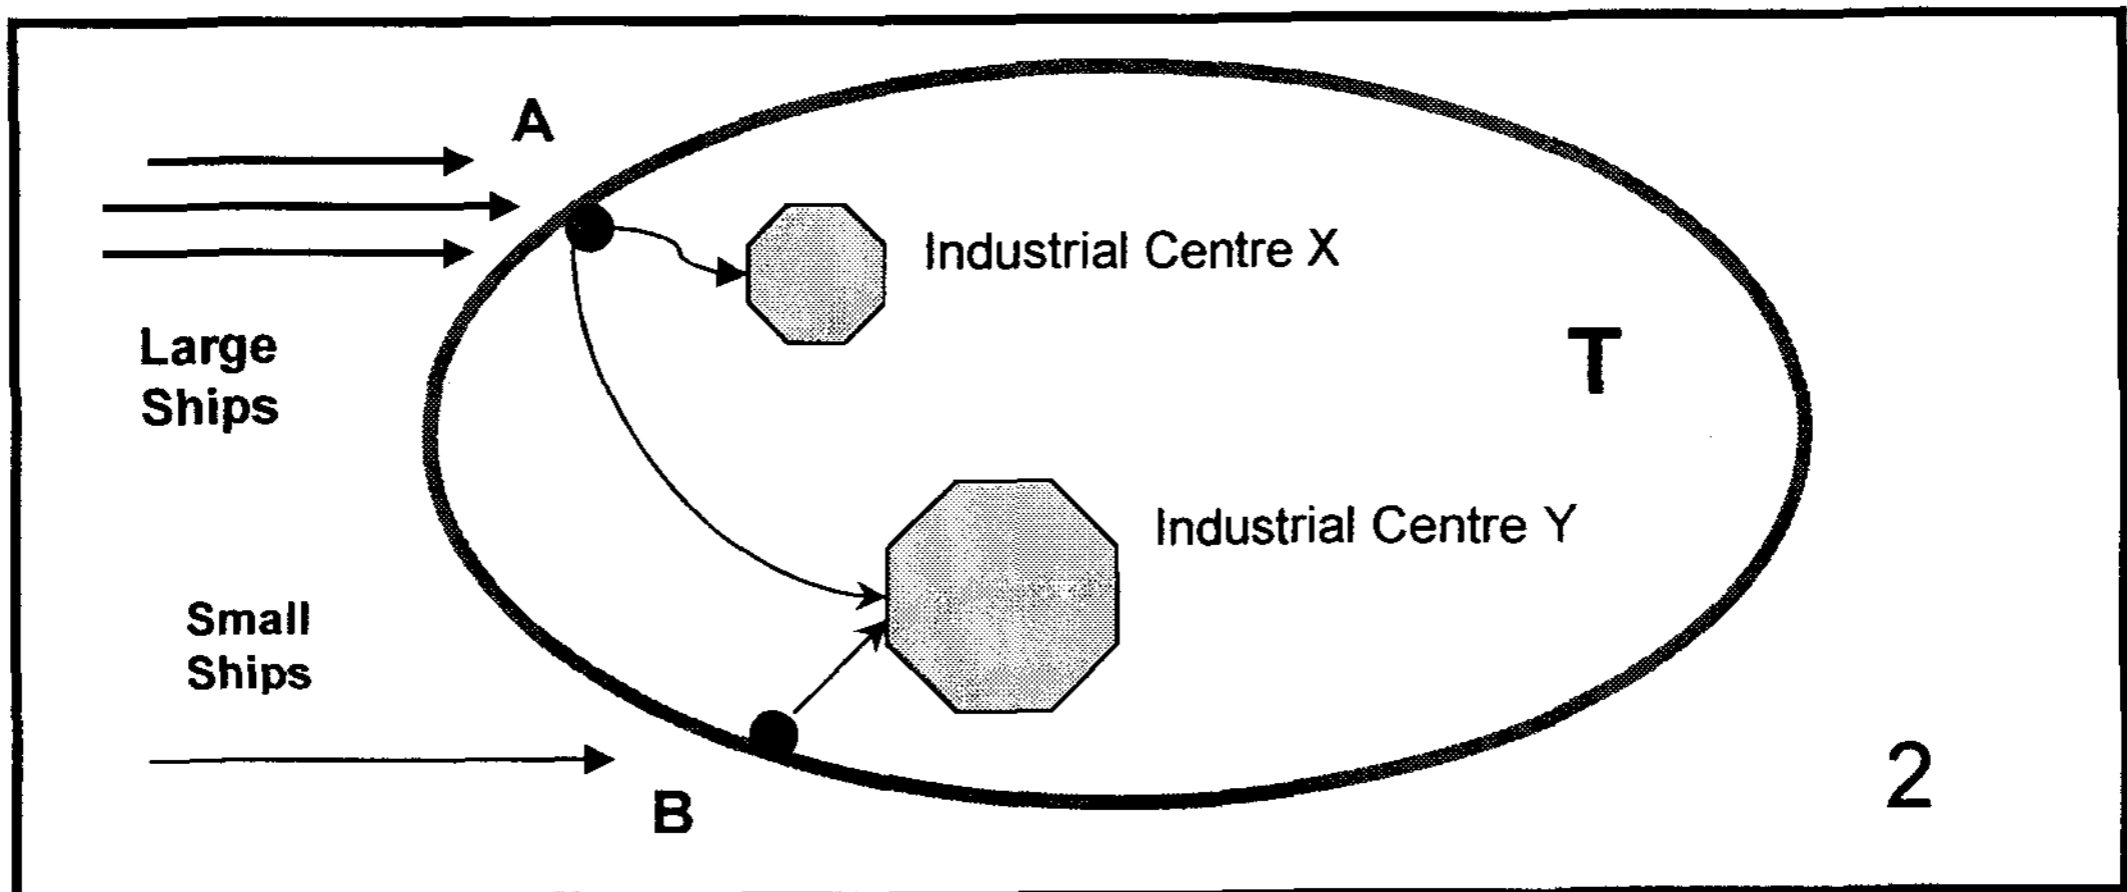 A
Industrial Centre X
Large
Ships
T
Industrial Centre Y
Small
Ships
B
2